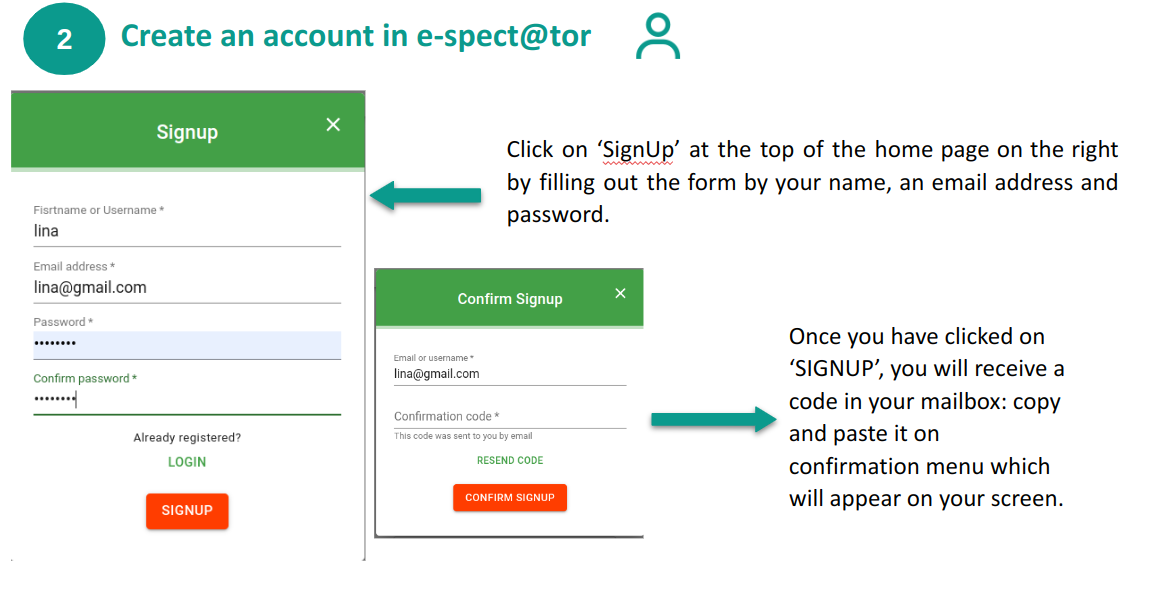 2
Create an account in e-spect@tor
Signup
Fisrtname or Username *
lina
Email address *
lina@gmail.com
Password *
••••••••
Confirm password *
••••••••
Already registered?
LOGIN
SIGNUP
Click on ‘SignUp’ at the top of the home page on the right
by filling out the form by your name, an email address and
password.
Confirm Signup
Email or username *
lina@gmail.com
Confirmation code *
This code was sent to you by email
RESEND CODE
CONFIRM SIGNUP
Once you have clicked on
‘SIGNUP’, you will receive a
code in your mailbox: copy
and paste it on
confirmation menu which
will appear on your screen.